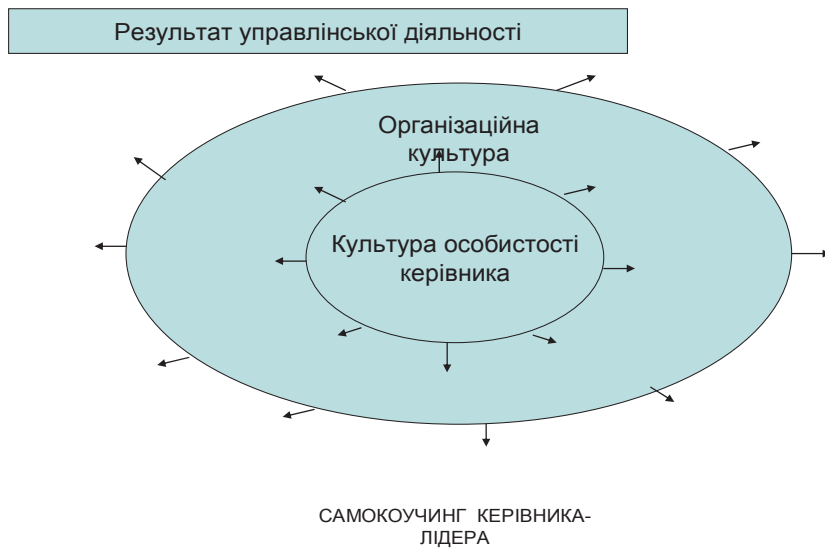 Результат управлінської діяльності
Організаційна
культура
Культура особистості
керівника
САМОКОУЧИНГ КЕРІВНИКА-
ЛІДЕРА